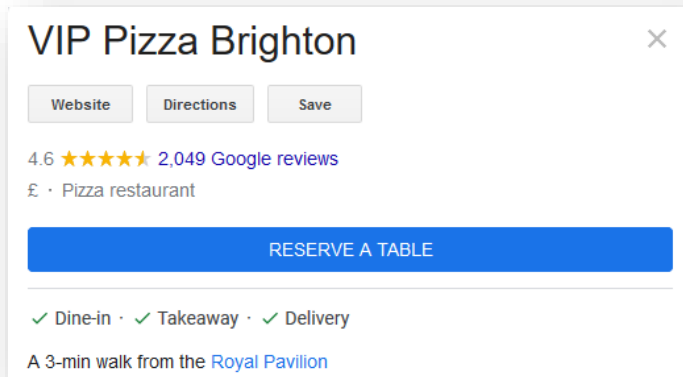 VIP Pizza Brighton
Website Directions Save
4.6 2,049 Google reviews
£ · Pizza restaurant
RESERVE A TABLE
Dine-in · Takeaway · Delivery
A 3-min walk from the Royal Pavilion